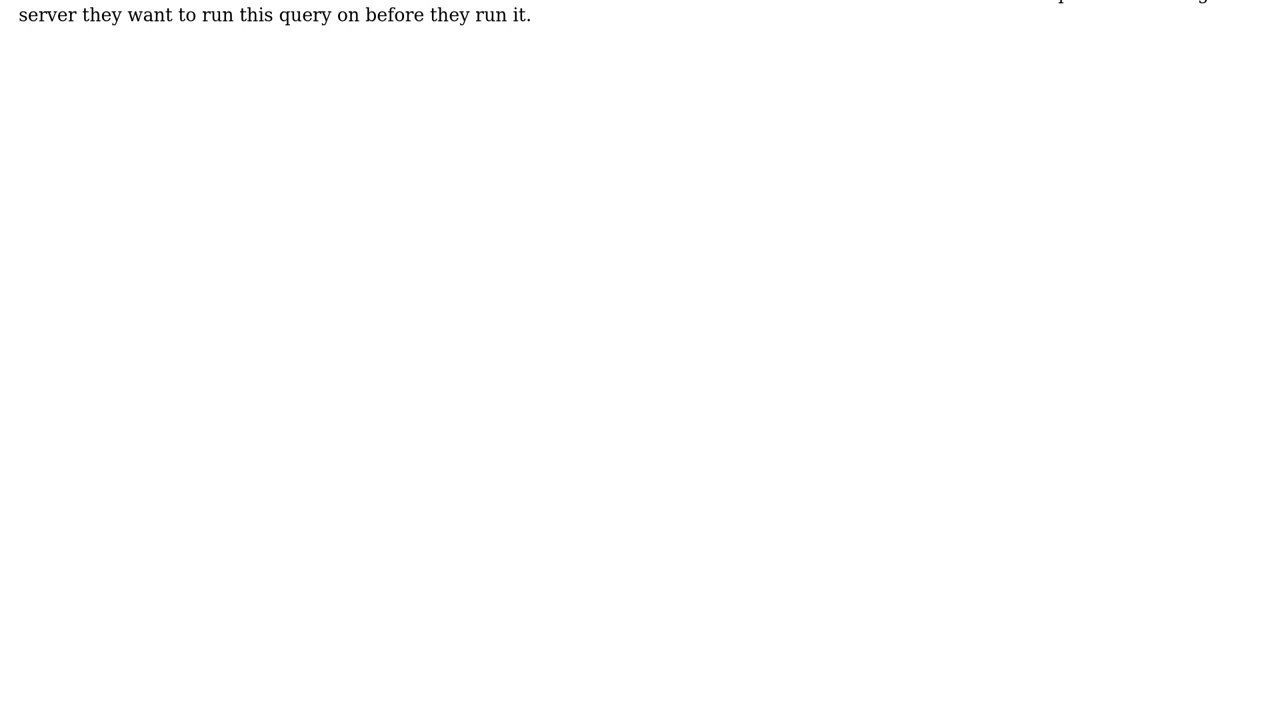 server they want to run this query on before they run it.